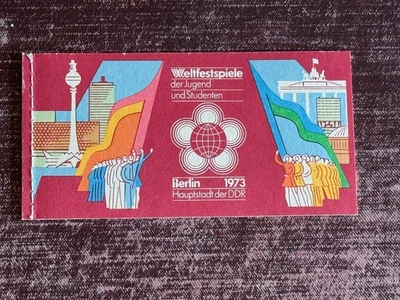 Weltfestspiele
der Jugend
und Studenten
Berlin 1973
Hauptstadt der DDR